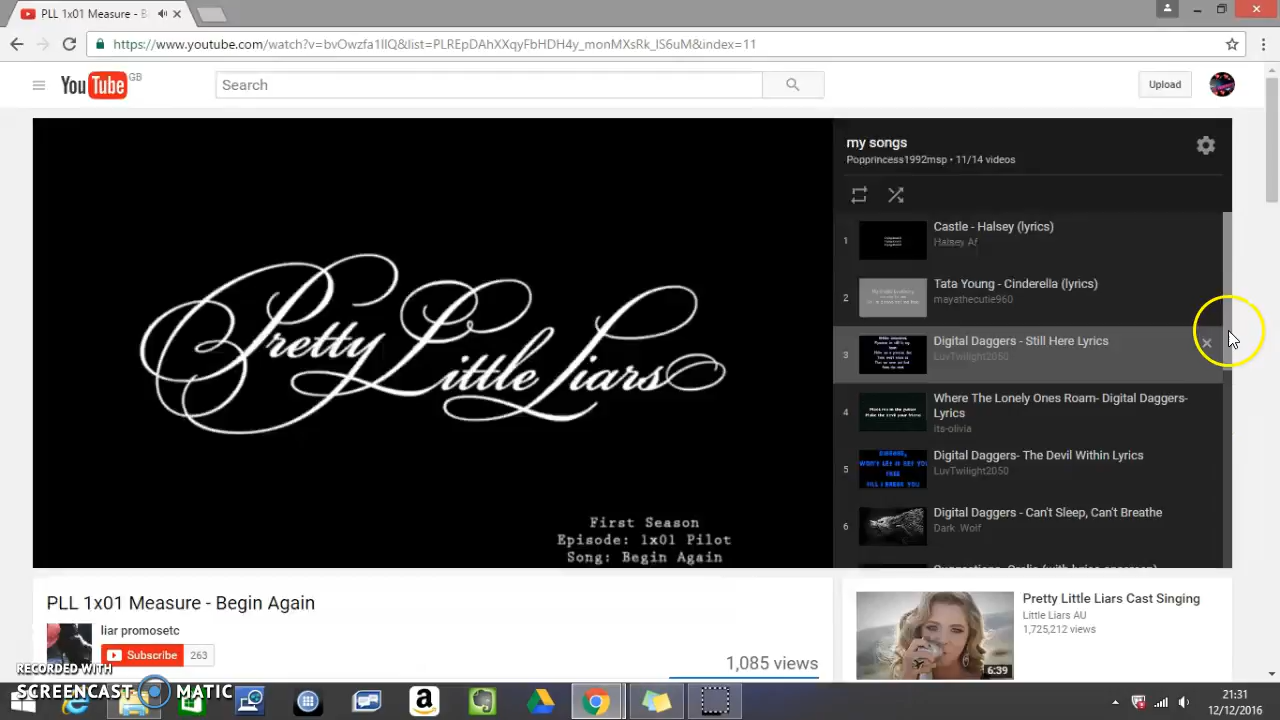 PLL 1x01 Measure - B
https://www.youtube.com/watch?v=bvOwzfa1lIQ&list=PLREpDAhXXqyFbHDH4y_monMXsRk_lS6uM&index=11
YouTube GB
Search
Upload
Pretty Little Liars
First Season
Episode: 1x01 Pilot
Song: Begin Again
my songs
Popprincess1992msp • 11/14 videos
1
Castle - Halsey (lyrics)
Halsey Af
2
Tata Young - Cinderella (lyrics)
mayathecutie960
3
Digital Daggers - Still Here Lyrics
LuvTwilight2050
4
Where The Lonely Ones Roam- Digital Daggers-
Lyrics
its-olivia
5
Digital Daggers- The Devil Within Lyrics
LuvTwilight2050
6
Digital Daggers - Can't Sleep, Can't Breathe
Dark Wolf
PLL 1x01 Measure - Begin Again
liar promosetc
Subscribe 263
1,085 views
Pretty Little Liars Cast Singing
Little Liars AU
1,725,212 views
6:39
RECORDED WITH
SCREENCAST MATIC
21:31
12/12/2016